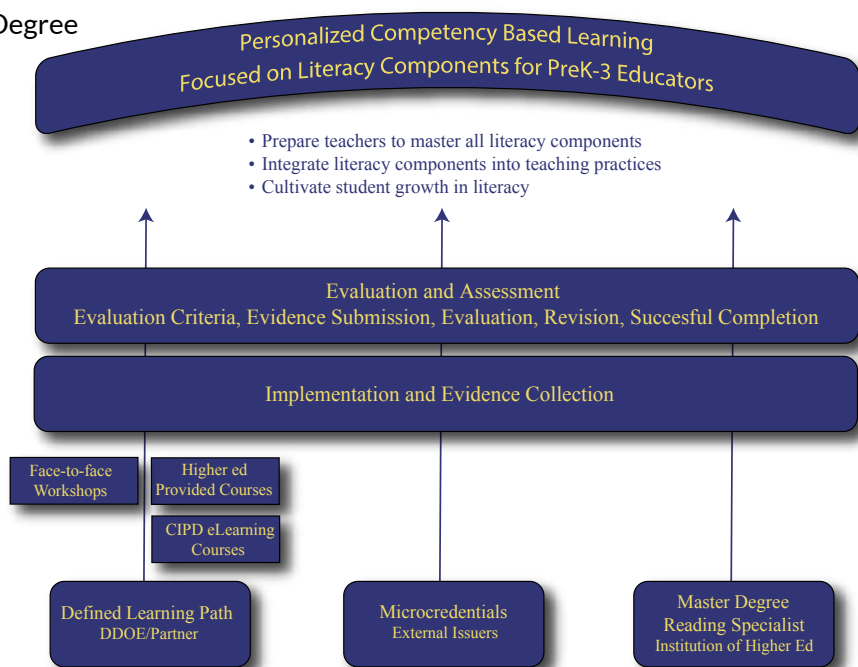 Degree
Personalized Competency Based Learning
Focused on Literacy Components for PreK-3 Educators
• Prepare teachers to master all literacy components
• Integrate literacy components into teaching practices
• Cultivate student growth in literacy
Evaluation and Assessment
Evaluation Criteria, Evidence Submission, Evaluation, Revision, Succesful Completion
Implementation and Evidence Collection
Face-to-face
Workshops
Higher ed
Provided Courses
CIPD eLearning
Courses
Defined Learning Path
DDOE/Partner
Microcredentials
External Issuers
Master Degree
Reading Specialist
Institution of Higher Ed